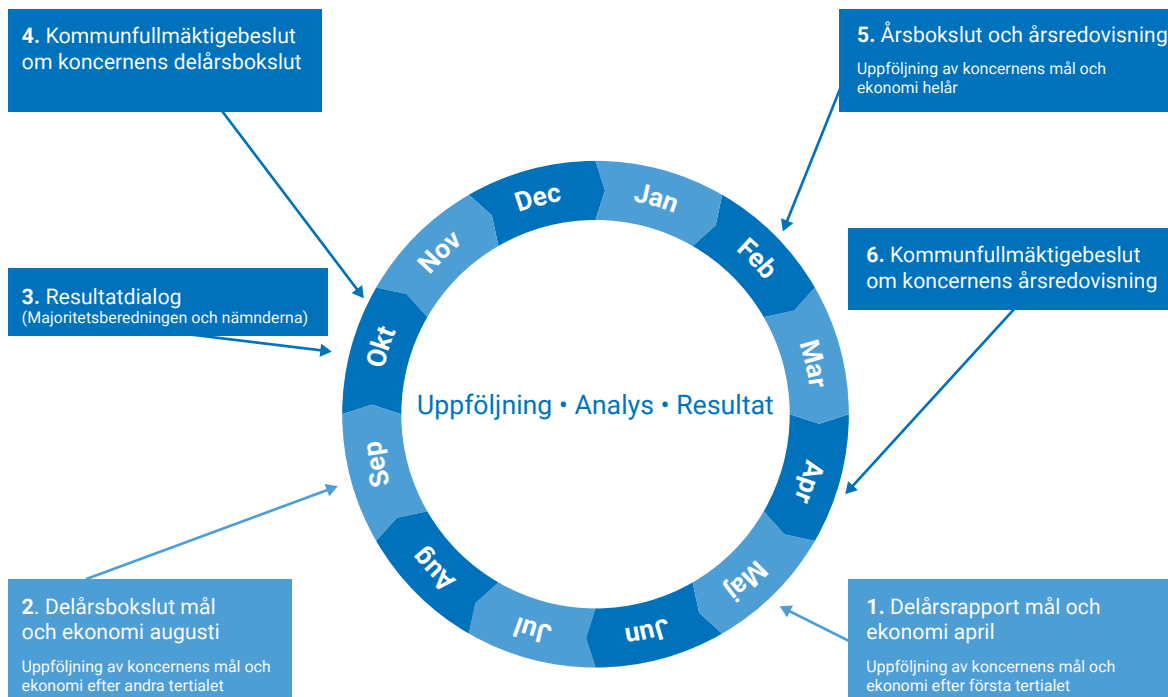 4. Kommunfullmäktigebeslut
om koncernens delårsbokslut
5. Årsbokslut och årsredovisning
Uppföljning av koncernens mål och
ekonomi helår
Dec
Jan
Nov
Feb
6. Kommunfullmäktigebeslut
om koncernens årsredovisning
3. Resultatdialog
(Majoritetsberedningen och nämnderna)
Okt
Mar
Uppföljning • Analys • Resultat
Sep
Apr
Aug
Maj
Jul
Jun
2. Delårsbokslut mål
och ekonomi augusti
Uppföljning av koncernens mål och
ekonomi efter andra tertialet
1. Delårsrapport mål och
ekonomi april
Uppföljning av koncernens mål och
ekonomi efter första tertialet